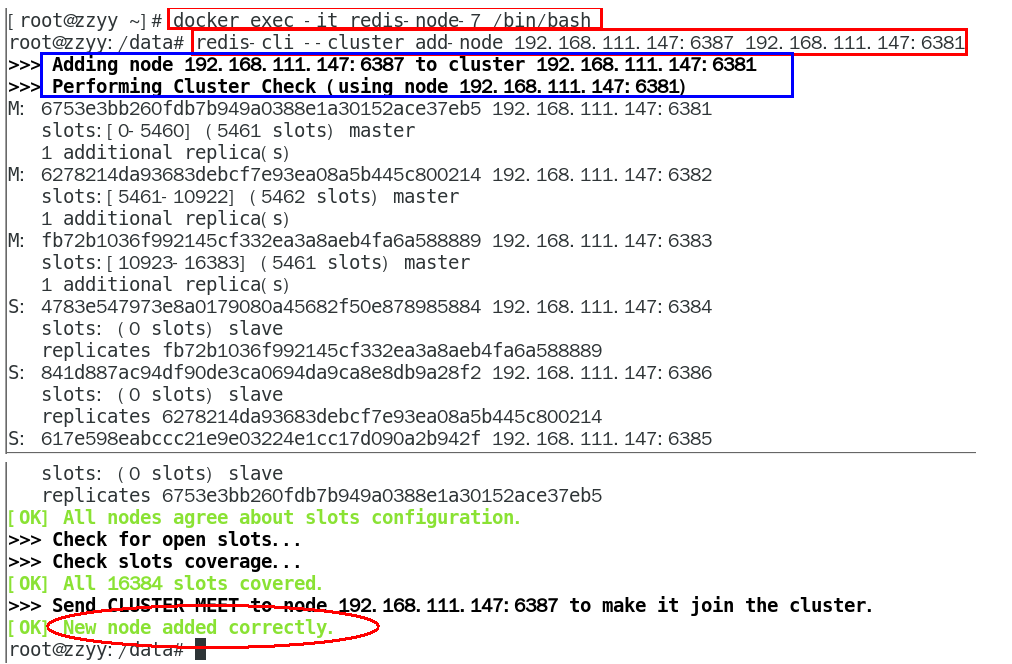 [root@zzyy ~]# docker exec -it redis-node-7 /bin/bash
root@zzyy:/data# redis-cli --cluster add-node 192.168.111.147:6387 192.168.111.147:6381
>>> Adding node 192.168.111.147:6387 to cluster 192.168.111.147:6381
>>> Performing Cluster Check (using node 192.168.111.147:6381)
M: 6753e3bb260fdb7b949a0388e1a30152ace37eb5 192.168.111.147:6381
   slots:[0-5460] (5461 slots) master
   1 additional replica(s)
M: 6278214da93683debcf7e93ea08a5b445c800214 192.168.111.147:6382
   slots:[5461-10922] (5462 slots) master
   1 additional replica(s)
M: fb72b1036f992145cf332ea3a8aeb4fa6a588889 192.168.111.147:6383
   slots:[10923-16383] (5461 slots) master
   1 additional replica(s)
S: 4783e547973e8a0179080a45682f50e878985884 192.168.111.147:6384
   slots: (0 slots) slave
   replicates fb72b1036f992145cf332ea3a8aeb4fa6a588889
S: 841d887ac94df90de3ca0694da9ca8e8db9a28f2 192.168.111.147:6386
   slots: (0 slots) slave
   replicates 6278214da93683debcf7e93ea08a5b445c800214
S: 617e598eabccc21e9e03224e1cc17d090a2b942f 192.168.111.147:6385
   slots: (0 slots) slave
   replicates 6753e3bb260fdb7b949a0388e1a30152ace37eb5
[OK] All nodes agree about slots configuration.
>>> Check for open slots...
>>> Check slots coverage...
[OK] All 16384 slots covered.
>>> Send CLUSTER MEET to node 192.168.111.147:6387 to make it join the cluster.
[OK] New node added correctly.
root@zzyy:/data#